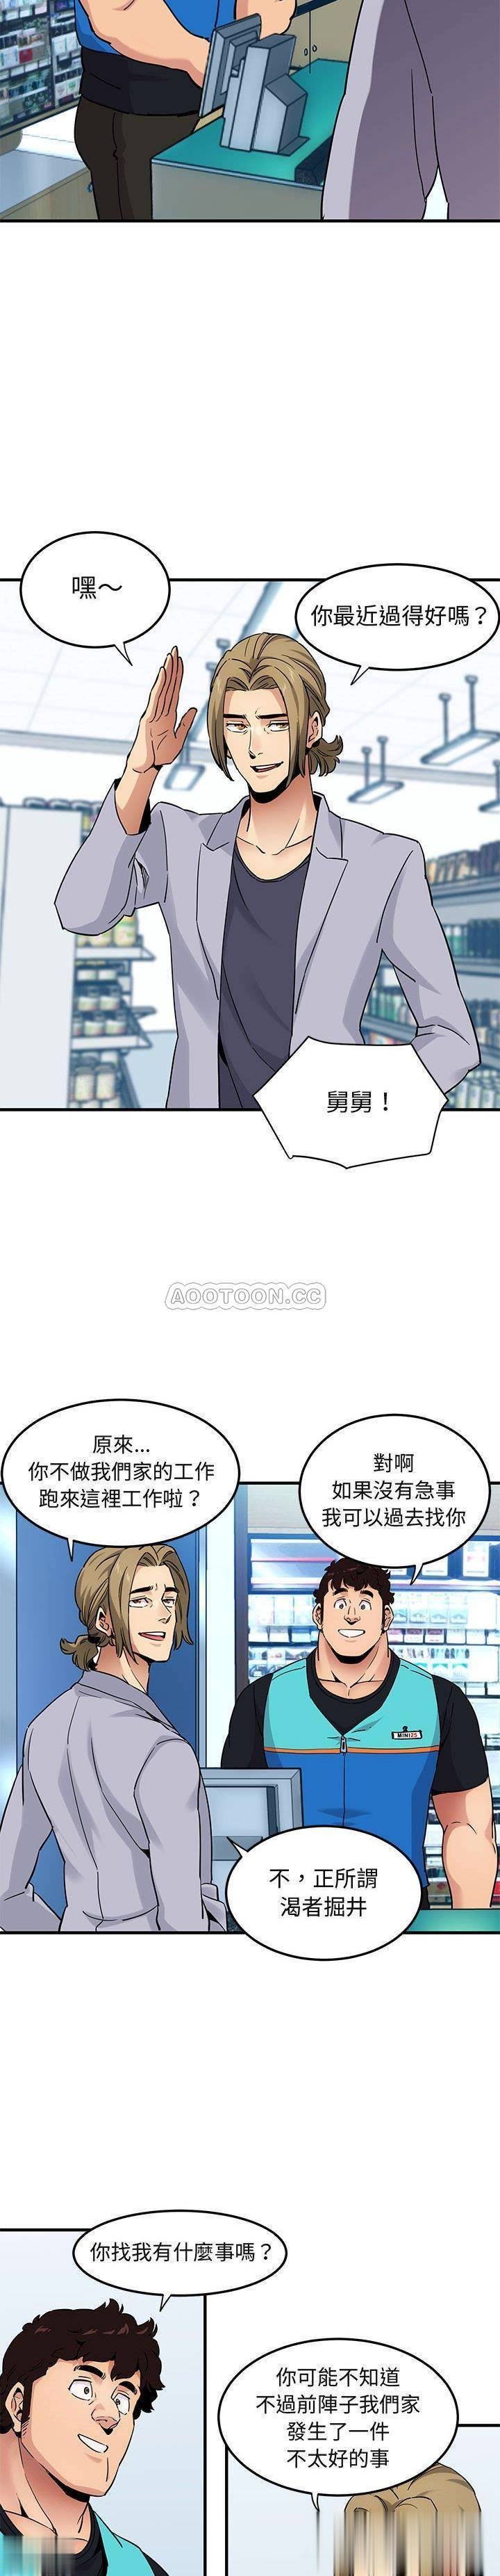 嘿～
你最近過得好嗎？
舅舅！
AOOTOON.CC
原來...
你不做我們家的工作
跑來這裡工作啦？
對啊
如果沒有急事
我可以過去找你
MINI25
不，正所謂
渴者掘井
你找我有什麼事嗎？
你可能不知道
不過前陣子我們家
發生了一件
不太好的事